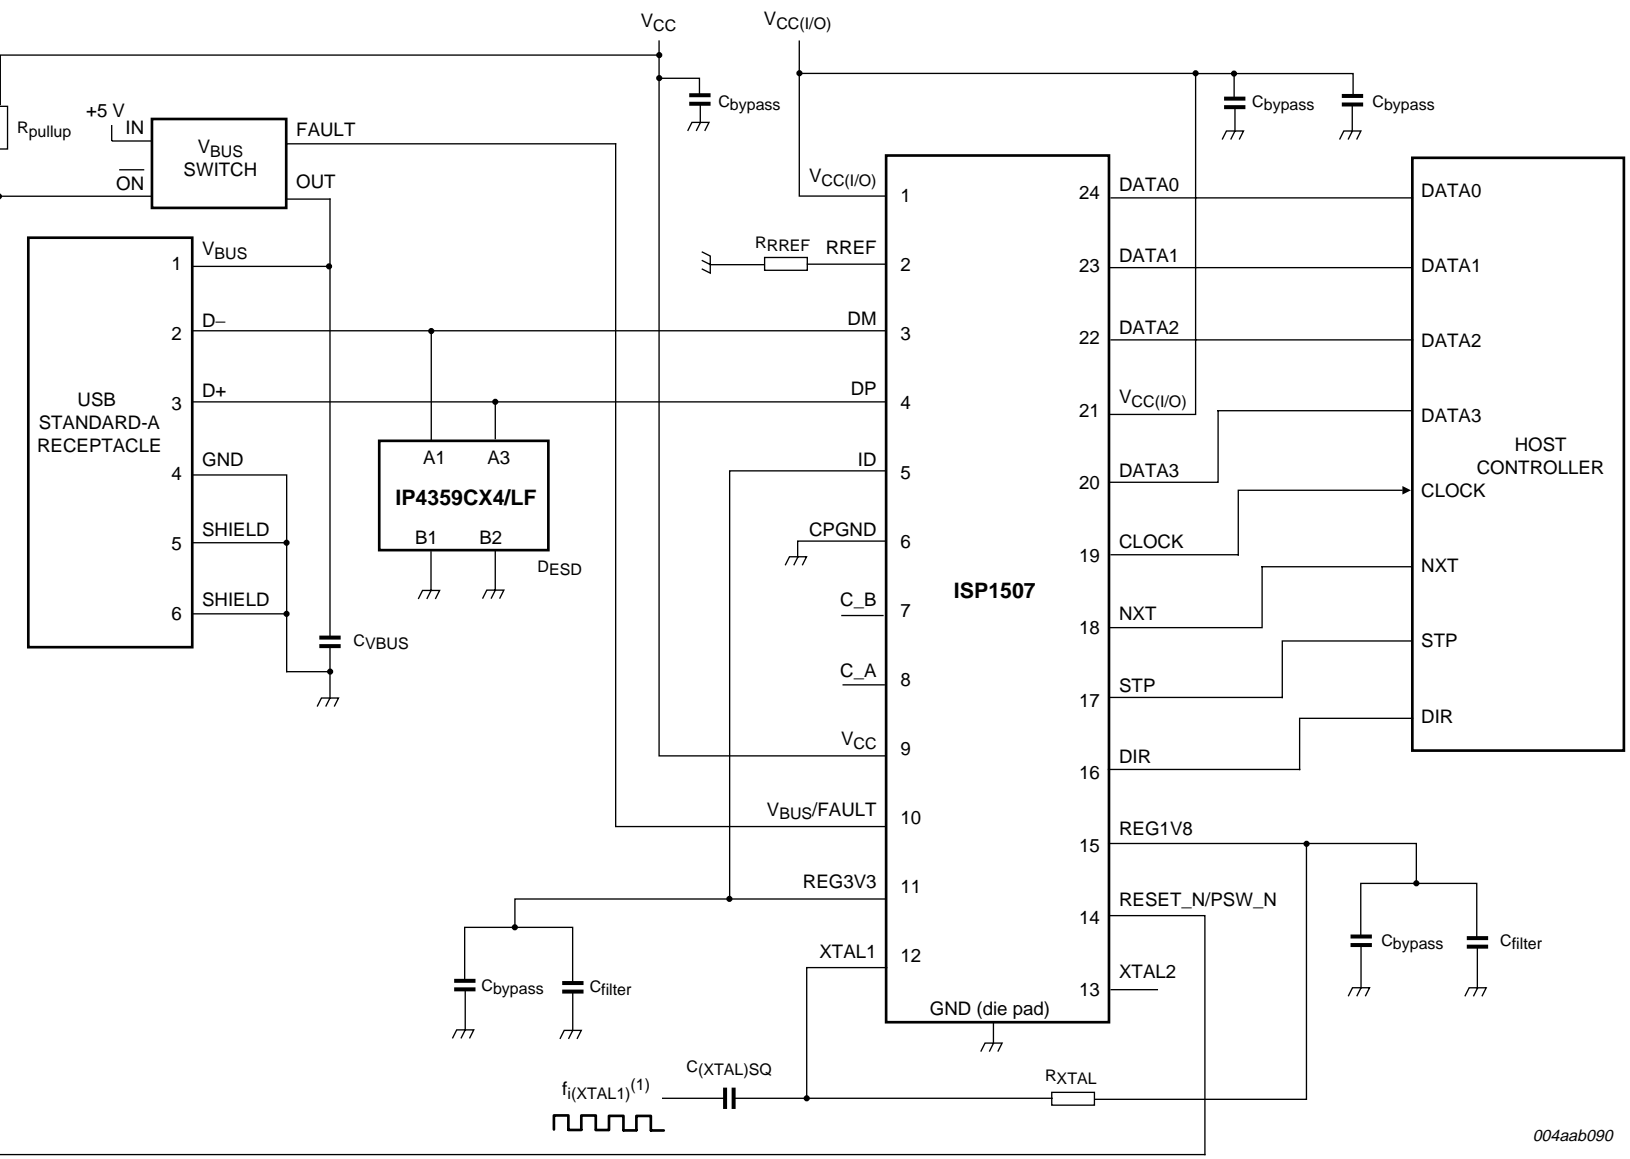 VCC
VCC(I/O)
Cbypass
Cbypass
Cbypass
Rpullup
+5 V
IN
ON
VBUS
SWITCH
FAULT
OUT
USB
STANDARD-A
RECEPTACLE
1
VBUS
2
D−
3
D+
4
GND
5
SHIELD
6
SHIELD
CVBUS
A1
A3
IP4359CX4/LF
B1
B2
DESD
RRREF
VCC(I/O)
1
RREF
2
DM
3
DP
4
ID
5
CPGND
6
C_B
7
C_A
8
VCC
9
VBUS/FAULT
10
REG3V3
11
XTAL1
12
ISP1507
GND (die pad)
24
DATA0
23
DATA1
22
DATA2
21
VCC(I/O)
20
DATA3
19
CLOCK
18
NXT
17
STP
16
DIR
15
REG1V8
14
RESET_N/PSW_N
13
XTAL2
DATA0
DATA1
DATA2
DATA3
HOST
CONTROLLER
CLOCK
NXT
STP
DIR
Cbypass
Cfilter
Cbypass
Cfilter
C(XTAL)SQ
fi(XTAL1)(1)
RXTAL
004aab090